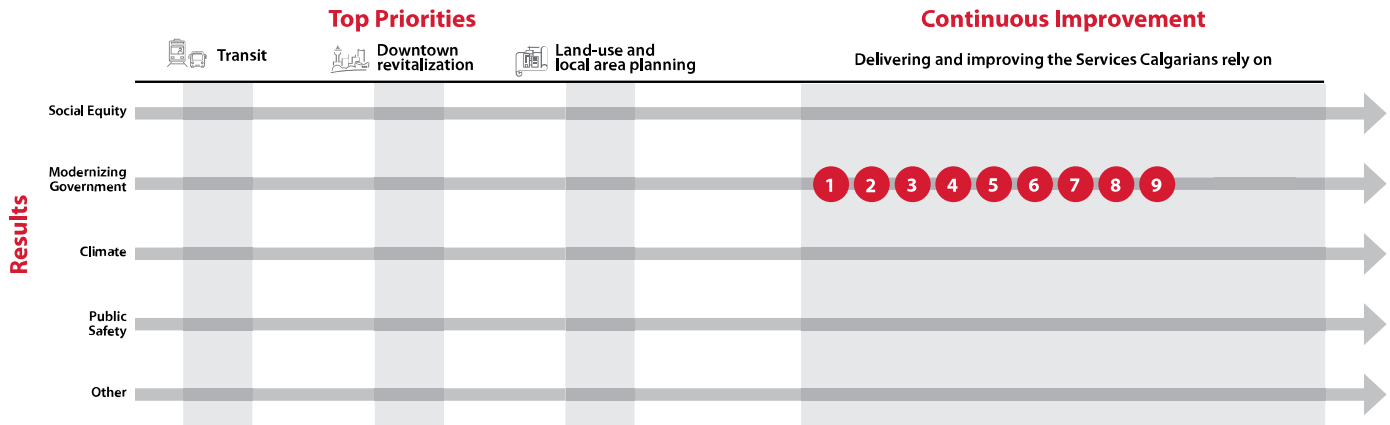 Top Priorities
Continuous Improvement
Transit
Downtown
revitalization
Land-use and
local area planning
Delivering and improving the Services Calgarians rely on
Results
Social Equity
Modernizing
Government
1 2 3 4 5 6 7 8 9
Climate
Public
Safety
Other